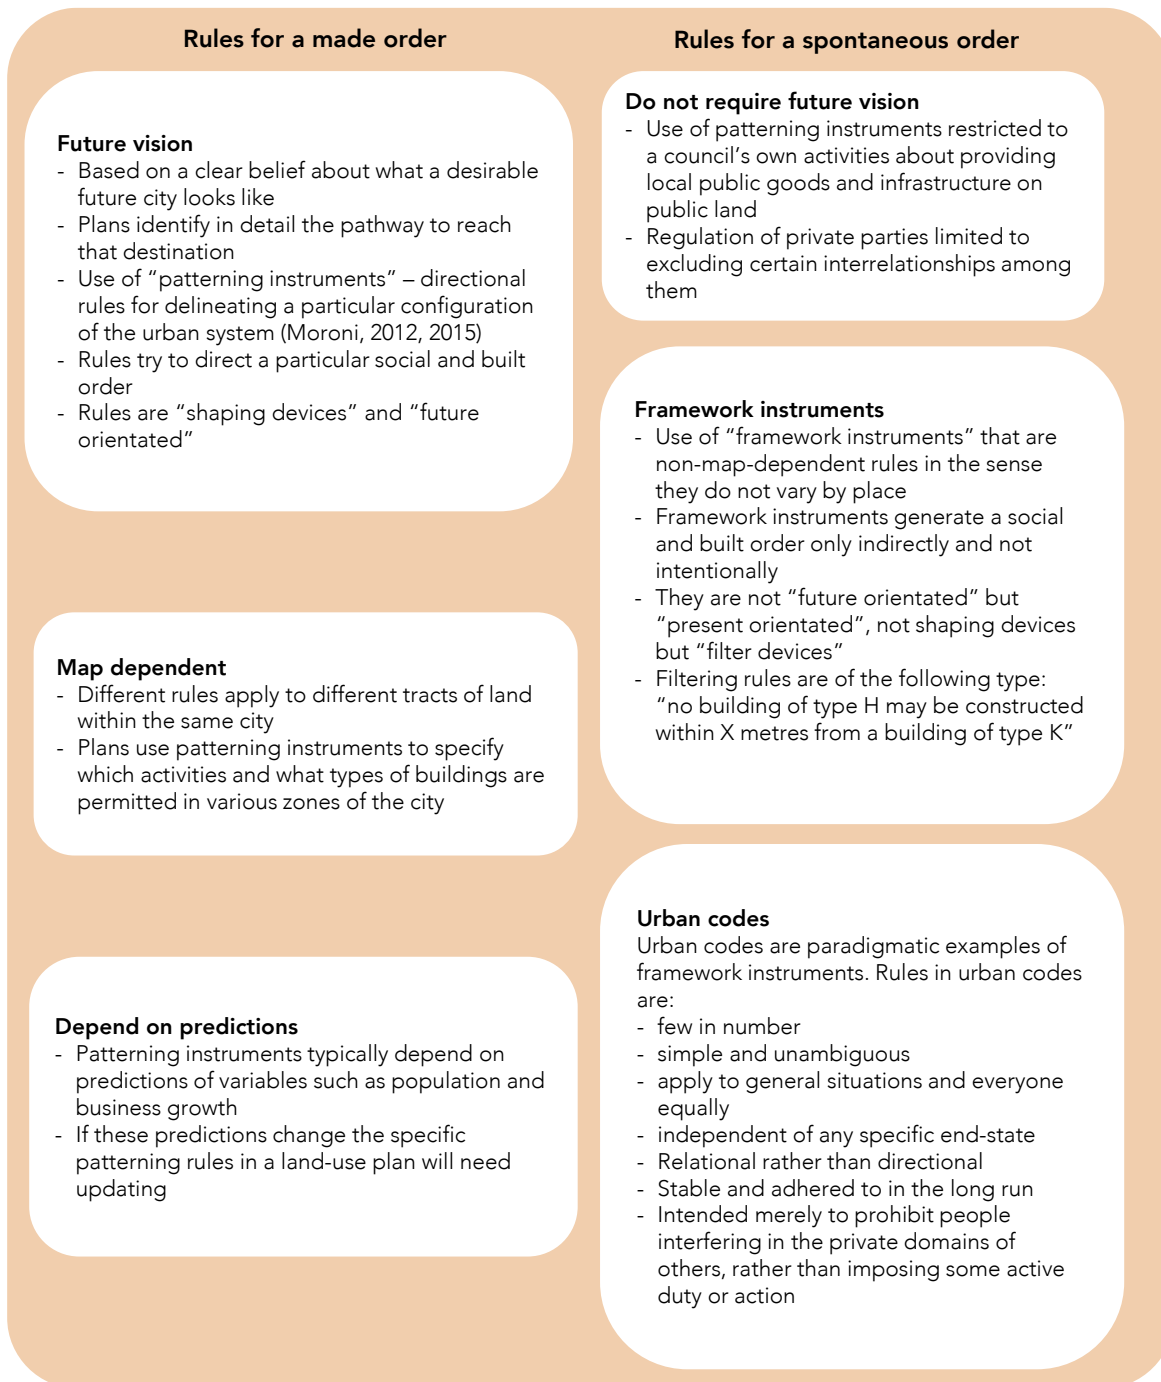 Rules for a made order
Future vision
- Based on a clear belief about what a desirable
future city looks like
- Plans identify in detail the pathway to reach
that destination
- Use of “patterning instruments” – directional
rules for delineating a particular configuration
of the urban system (Moroni, 2012, 2015)
- Rules try to direct a particular social and built
order
- Rules are “shaping devices” and “future
orientated”
Map dependent
- Different rules apply to different tracts of land
within the same city
- Plans use patterning instruments to specify
which activities and what types of buildings are
permitted in various zones of the city
Depend on predictions
- Patterning instruments typically depend on
predictions of variables such as population and
business growth
- If these predictions change the specific
patterning rules in a land-use plan will need
updating
Rules for a spontaneous order
Do not require future vision
- Use of patterning instruments restricted to
a council’s own activities about providing
local public goods and infrastructure on
public land
- Regulation of private parties limited to
excluding certain interrelationships among
them
Framework instruments
- Use of “framework instruments” that are
non-map-dependent rules in the sense
they do not vary by place
- Framework instruments generate a social
and built order only indirectly and not
intentionally
- They are not “future orientated” but
“present orientated”, not shaping devices
but “filter devices”
- Filtering rules are of the following type:
“no building of type H may be constructed
within X metres from a building of type K”
Urban codes
Urban codes are paradigmatic examples of
framework instruments. Rules in urban codes
are:
- few in number
- simple and unambiguous
- apply to general situations and everyone
equally
- independent of any specific end-state
- Relational rather than directional
- Stable and adhered to in the long run
- Intended merely to prohibit people
interfering in the private domains of
others, rather than imposing some active
duty or action